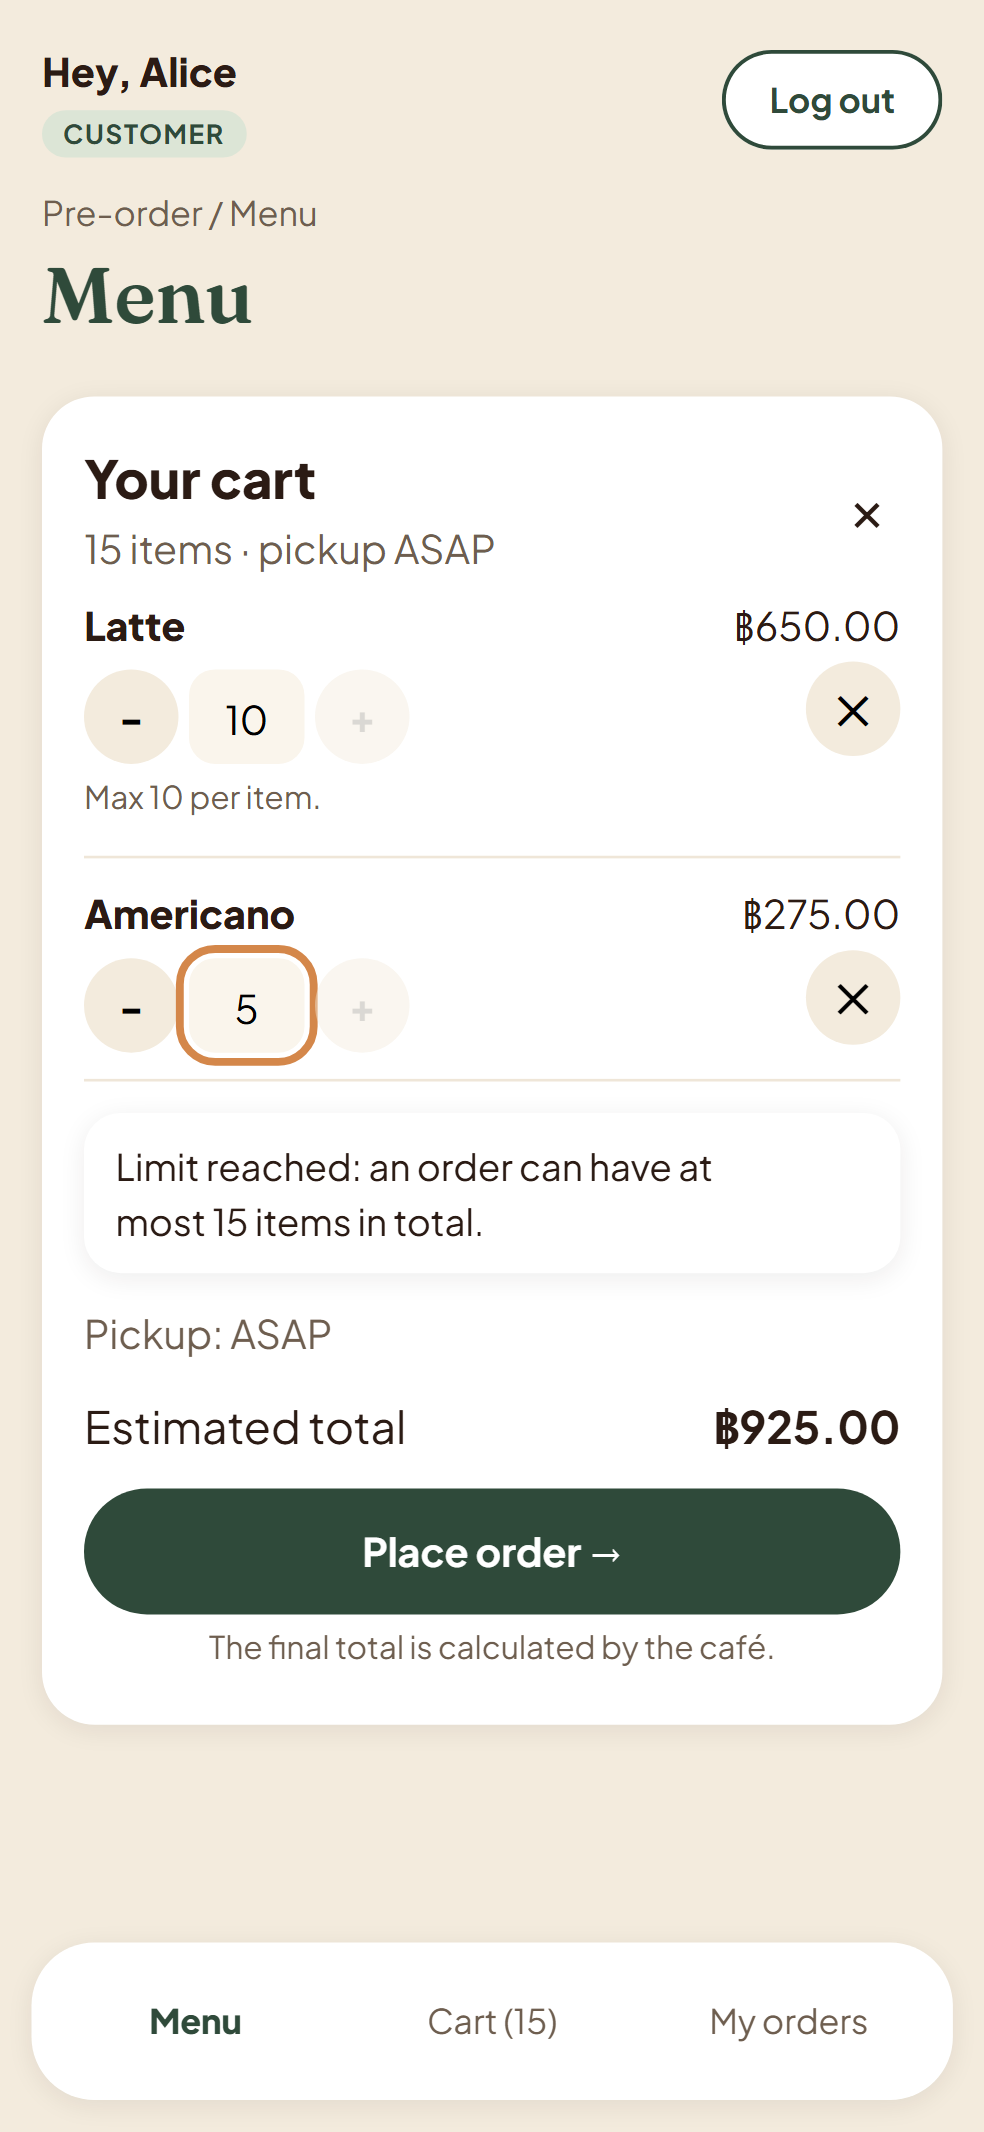 Hey, Alice
Log out
CUSTOMER
Pre-order / Menu
Menu
Your cart
15 items · pickup ASAP
×
Latte
฿650.00
- 10 +
×
Max 10 per item.
Americano
฿275.00
- 5 +
×
Limit reached: an order can have at
most 15 items in total.
Pickup: ASAP
Estimated total
฿925.00
Place order →
The final total is calculated by the café.
Menu
Cart (15)
My orders